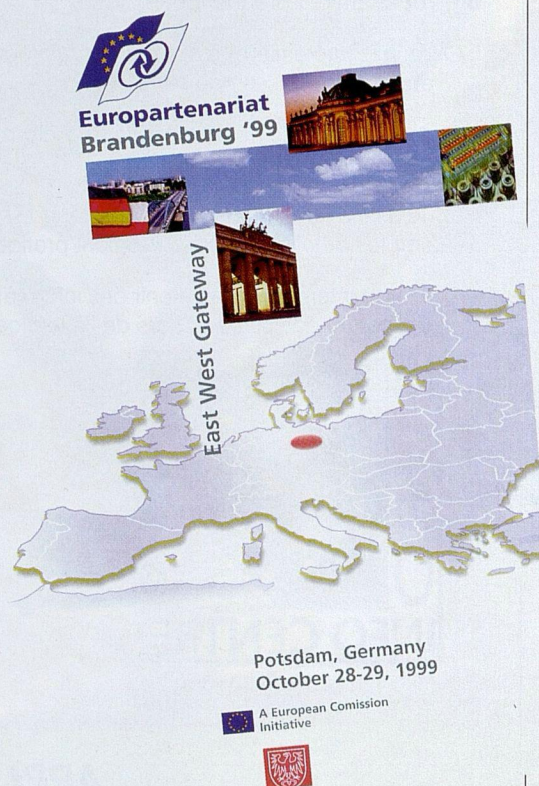 Europartenariat
Brandenburg '99
East West Gateway
Potsdam, Germany
October 28-29, 1999
A European Comission
Initiative